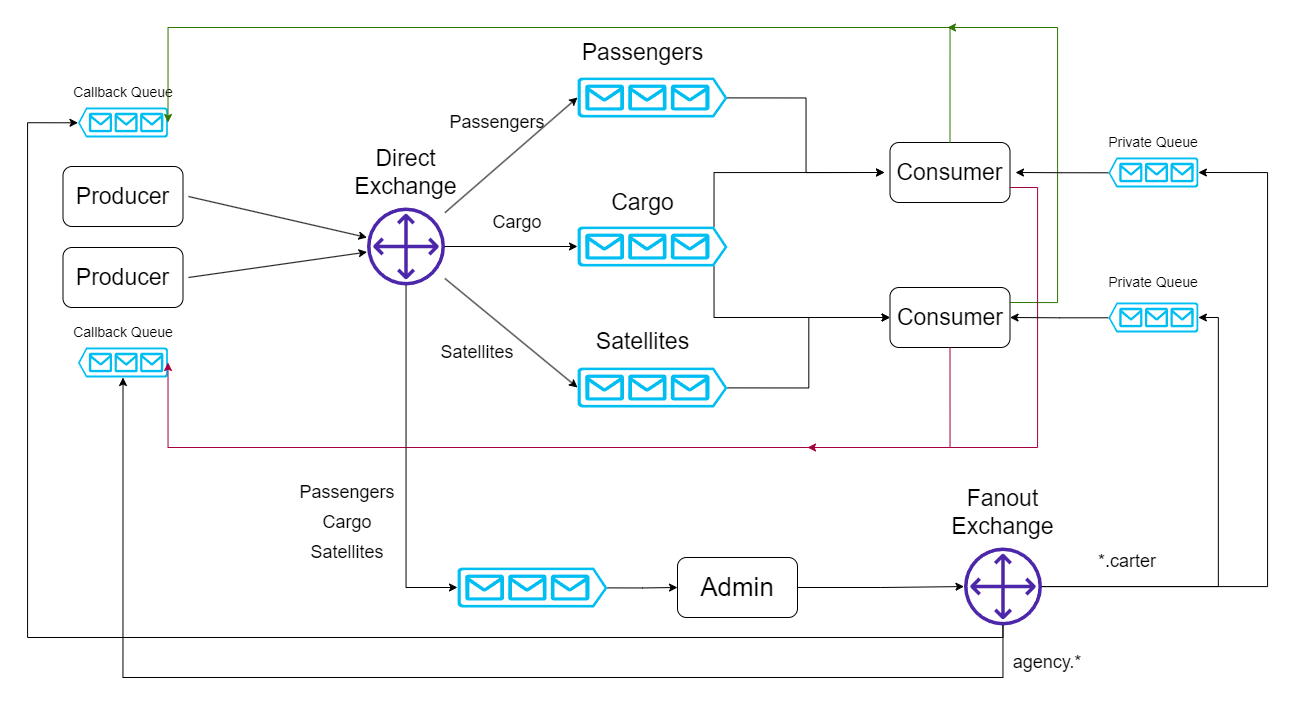 Passengers
Callback Queue
Passengers
Direct
Exchange
Consumer
Private Queue
Producer
Cargo
Cargo
Producer
Private Queue
Consumer
Callback Queue
Satellites
Satellites
Passengers
Cargo
Satellites
Fanout
Exchange
*.carter
Admin
agency.*